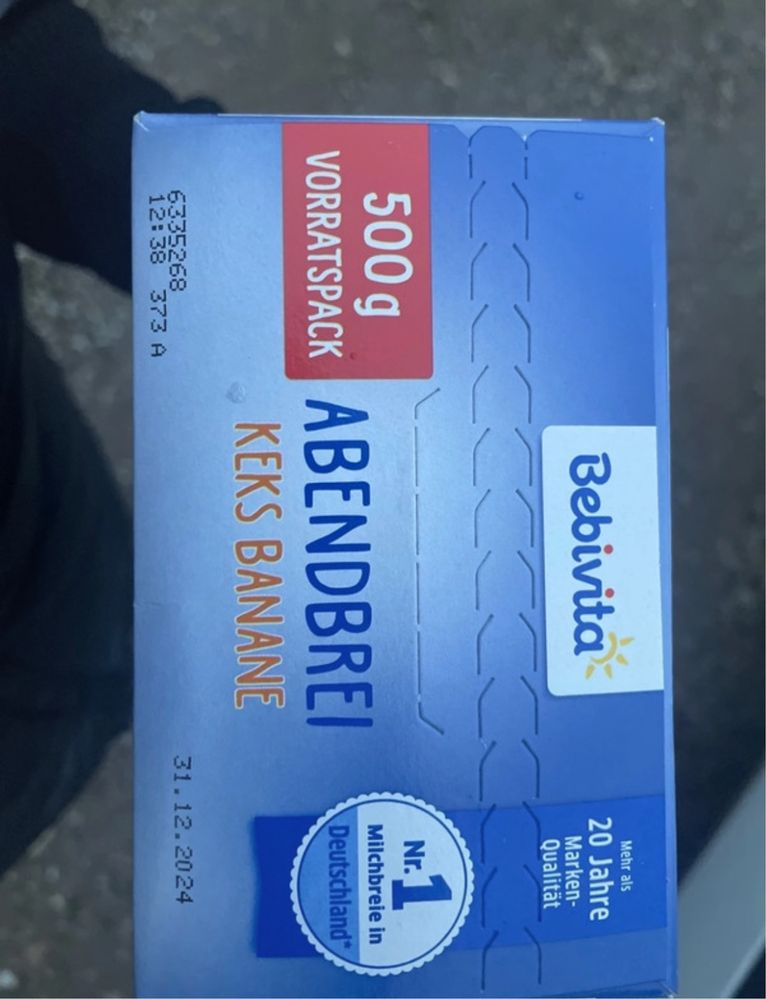 Bebivita
Mehr als
20 Jahre
Marken-
Qualität
500 g
VORRATSPACK
ABENDBREI
KEKS BANANE
Nr. 1
Milchbreie in
Deutschland*
6335268
12:38 373 A
31.12.2024